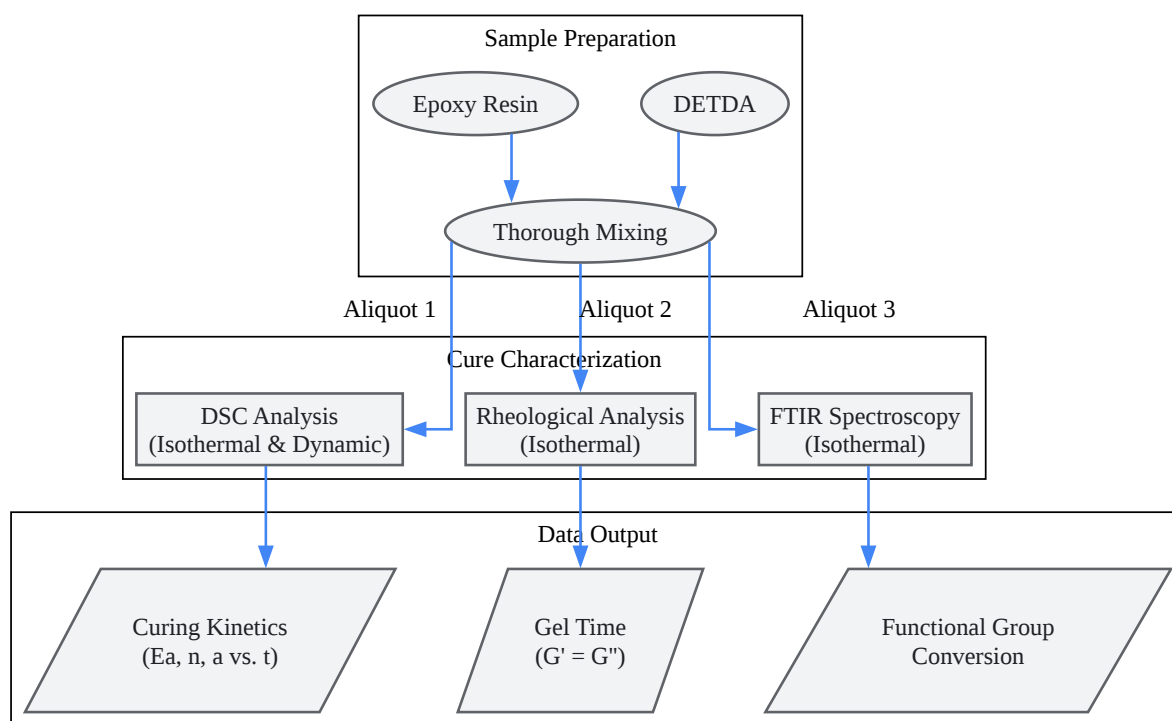 Sample Preparation
Epoxy Resin
DETDA
Thorough Mixing
Aliquot 1
Aliquot 2
Aliquot 3
Cure Characterization
DSC Analysis
(Isothermal & Dynamic)
Rheological Analysis
(Isothermal)
FTIR Spectroscopy
(Isothermal)
Data Output
Curing Kinetics
(Ea, n, a vs. t)
Gel Time
(G' = G")
Functional Group
Conversion